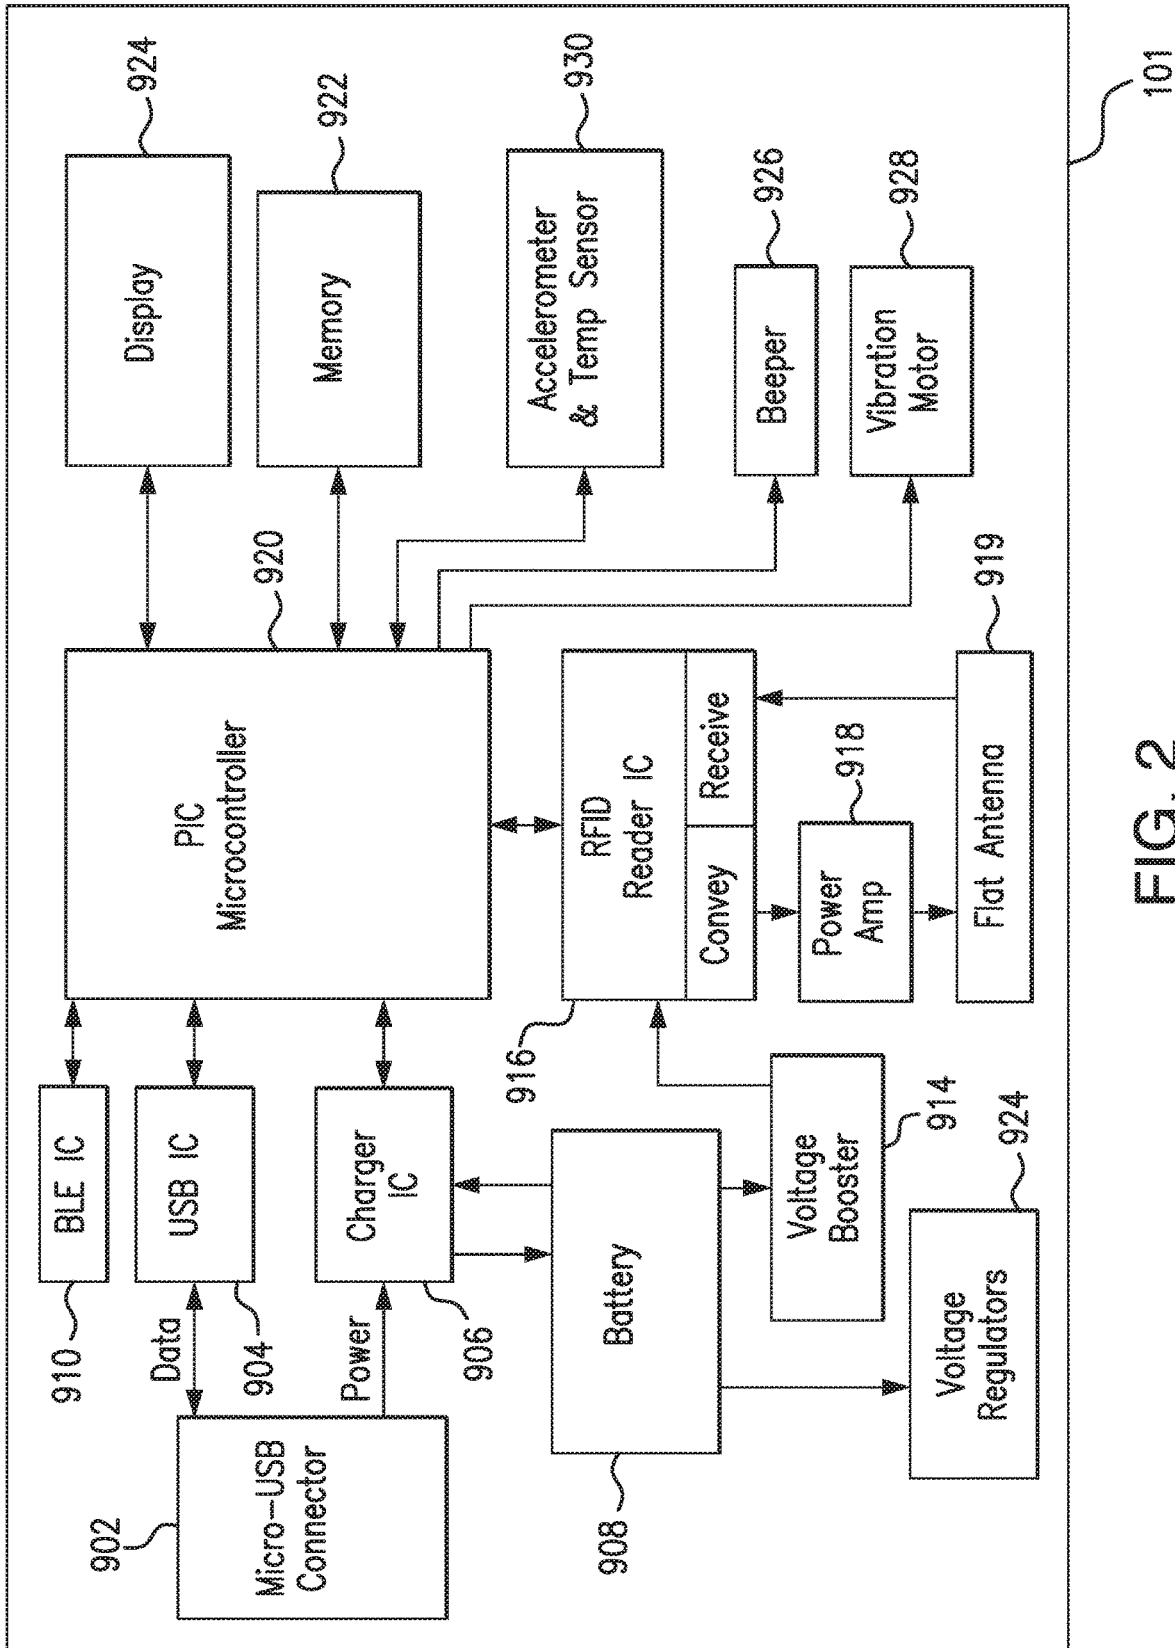 902
Micro-USB
Connector
Data
Power
910
BLE IC
904
USB IC
906
Charger
IC
908
Battery
Voltage
Booster
914
Voltage
Regulators
924
PIC
Microcontroller
920
916
RFID
Reader IC
Convey
Receive
Power
Amp
918
Flat Antenna
919
Display
924
Memory
922
Accelerometer
& Temp Sensor
930
Beeper
926
Vibration
Motor
928
101
FIG. 2